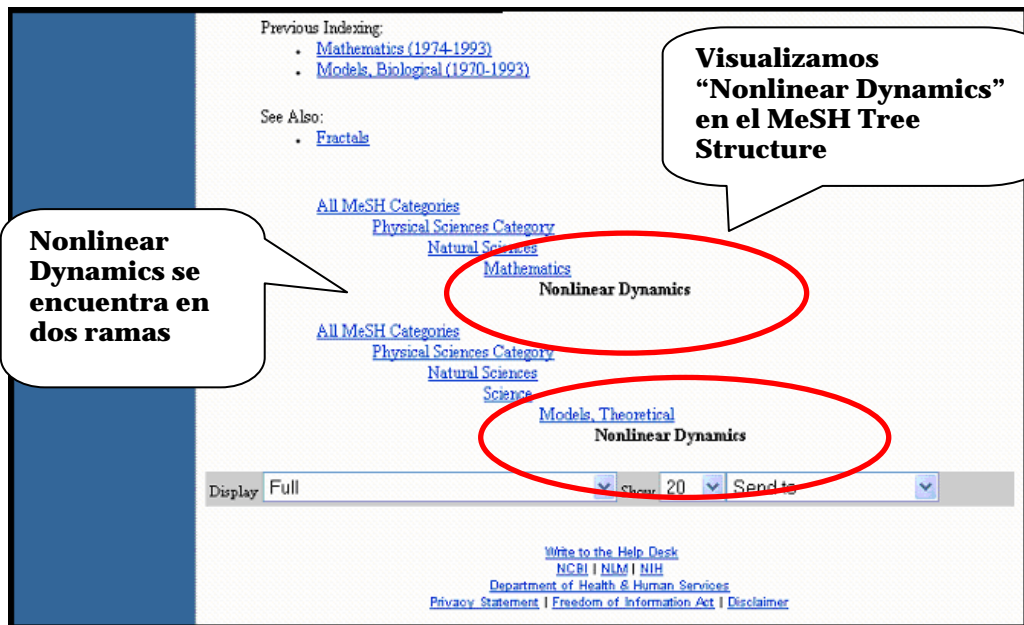 Previous Indexing:
Mathematics (1974-1993)
Models, Biological (1970-1993)
See Also:
Fractals
Visualizamos
“Nonlinear Dynamics”
en el MeSH Tree
Structure
Nonlinear
Dynamics se
encuentra en
dos ramas
All MeSH Categories
Physical Sciences Category
Natural Sciences
Mathematics
Nonlinear Dynamics
All MeSH Categories
Physical Sciences Category
Natural Sciences
Science
Models, Theoretical
Nonlinear Dynamics
Display Full Show 20 Send to
Write to the Help Desk
NCBI | NLM | NIH
Department of Health & Human Services
Privacy Statement | Freedom of Information Act | Disclaimer